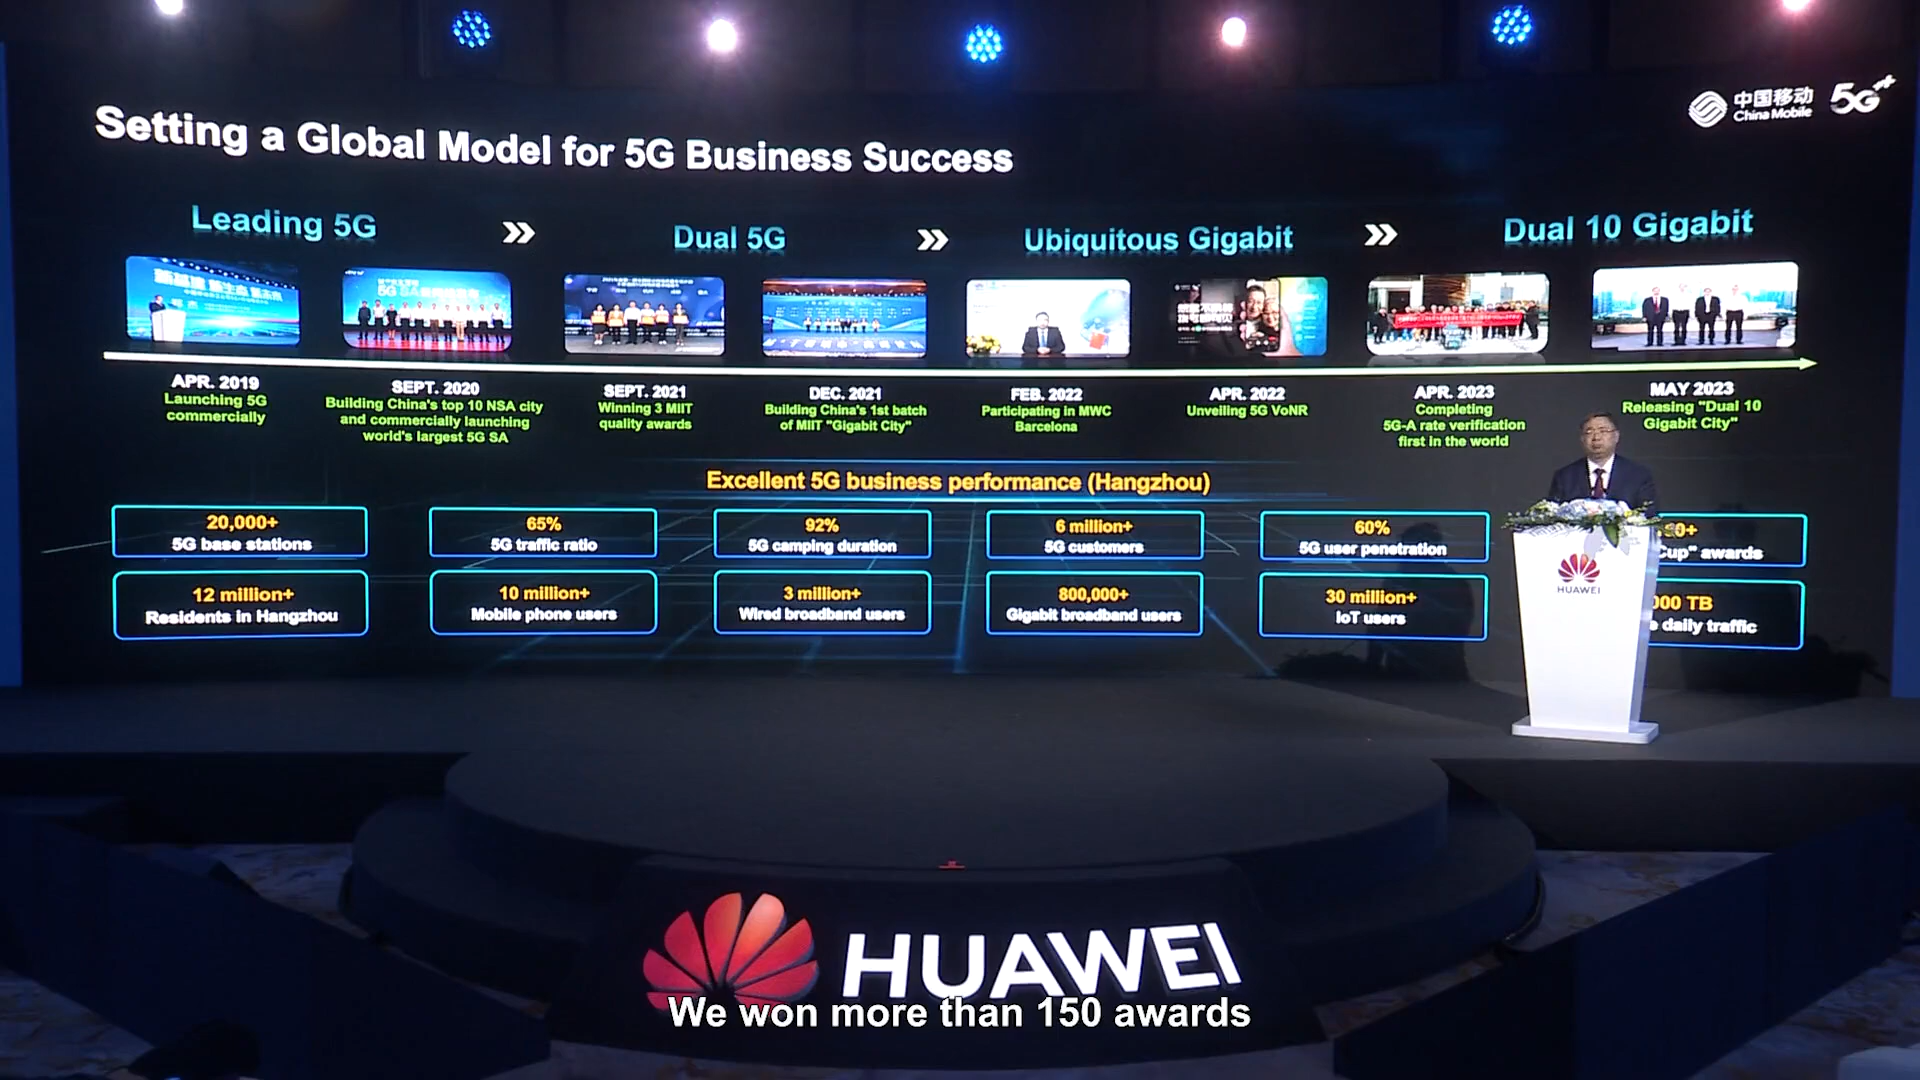 中国移动
China Mobile
5G++
Setting a Global Model for 5G Business Success
Leading 5G
Dual 5G
Ubiquitous Gigabit
Dual 10 Gigabit
APR. 2019
Launching 5G
commercially
SEPT. 2020
Building China's top 10 NSA city
and commercially launching
world's largest 5G SA
SEPT. 2021
Winning 3 MIIT
quality awards
DEC. 2021
Building China's 1st batch
of MIIT "Gigabit City"
FEB. 2022
Participating in MWC
Barcelona
APR. 2022
Unveiling 5G VoNR
APR. 2023
Completing
5G-A rate verification
first in the world
MAY 2023
Releasing "Dual 10
Gigabit City"
Excellent 5G business performance (Hangzhou)
20,000+
5G base stations
65%
5G traffic ratio
92%
5G camping duration
6 million+
5G customers
60%
5G user penetration
Cup" awards
12 million+
Residents in Hangzhou
10 million+
Mobile phone users
3 million+
Wired broadband users
800,000+
Gigabit broadband users
30 million+
IoT users
000 TB
daily traffic
HUAWEI
HUAWEI
We won more than 150 awards